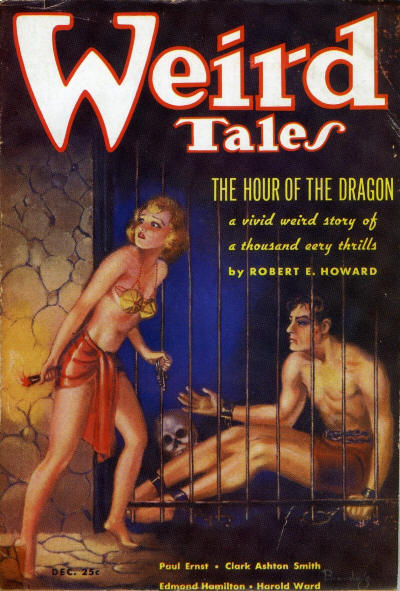 Weird
Tales
THE HOUR OF THE DRAGON
a vivid weird story of
a thousand eery thrills
by ROBERT E. HOWARD
Paul Ernst • Clark Ashton Smith
DEC. 25c
Edmond Hamilton • Harold Ward